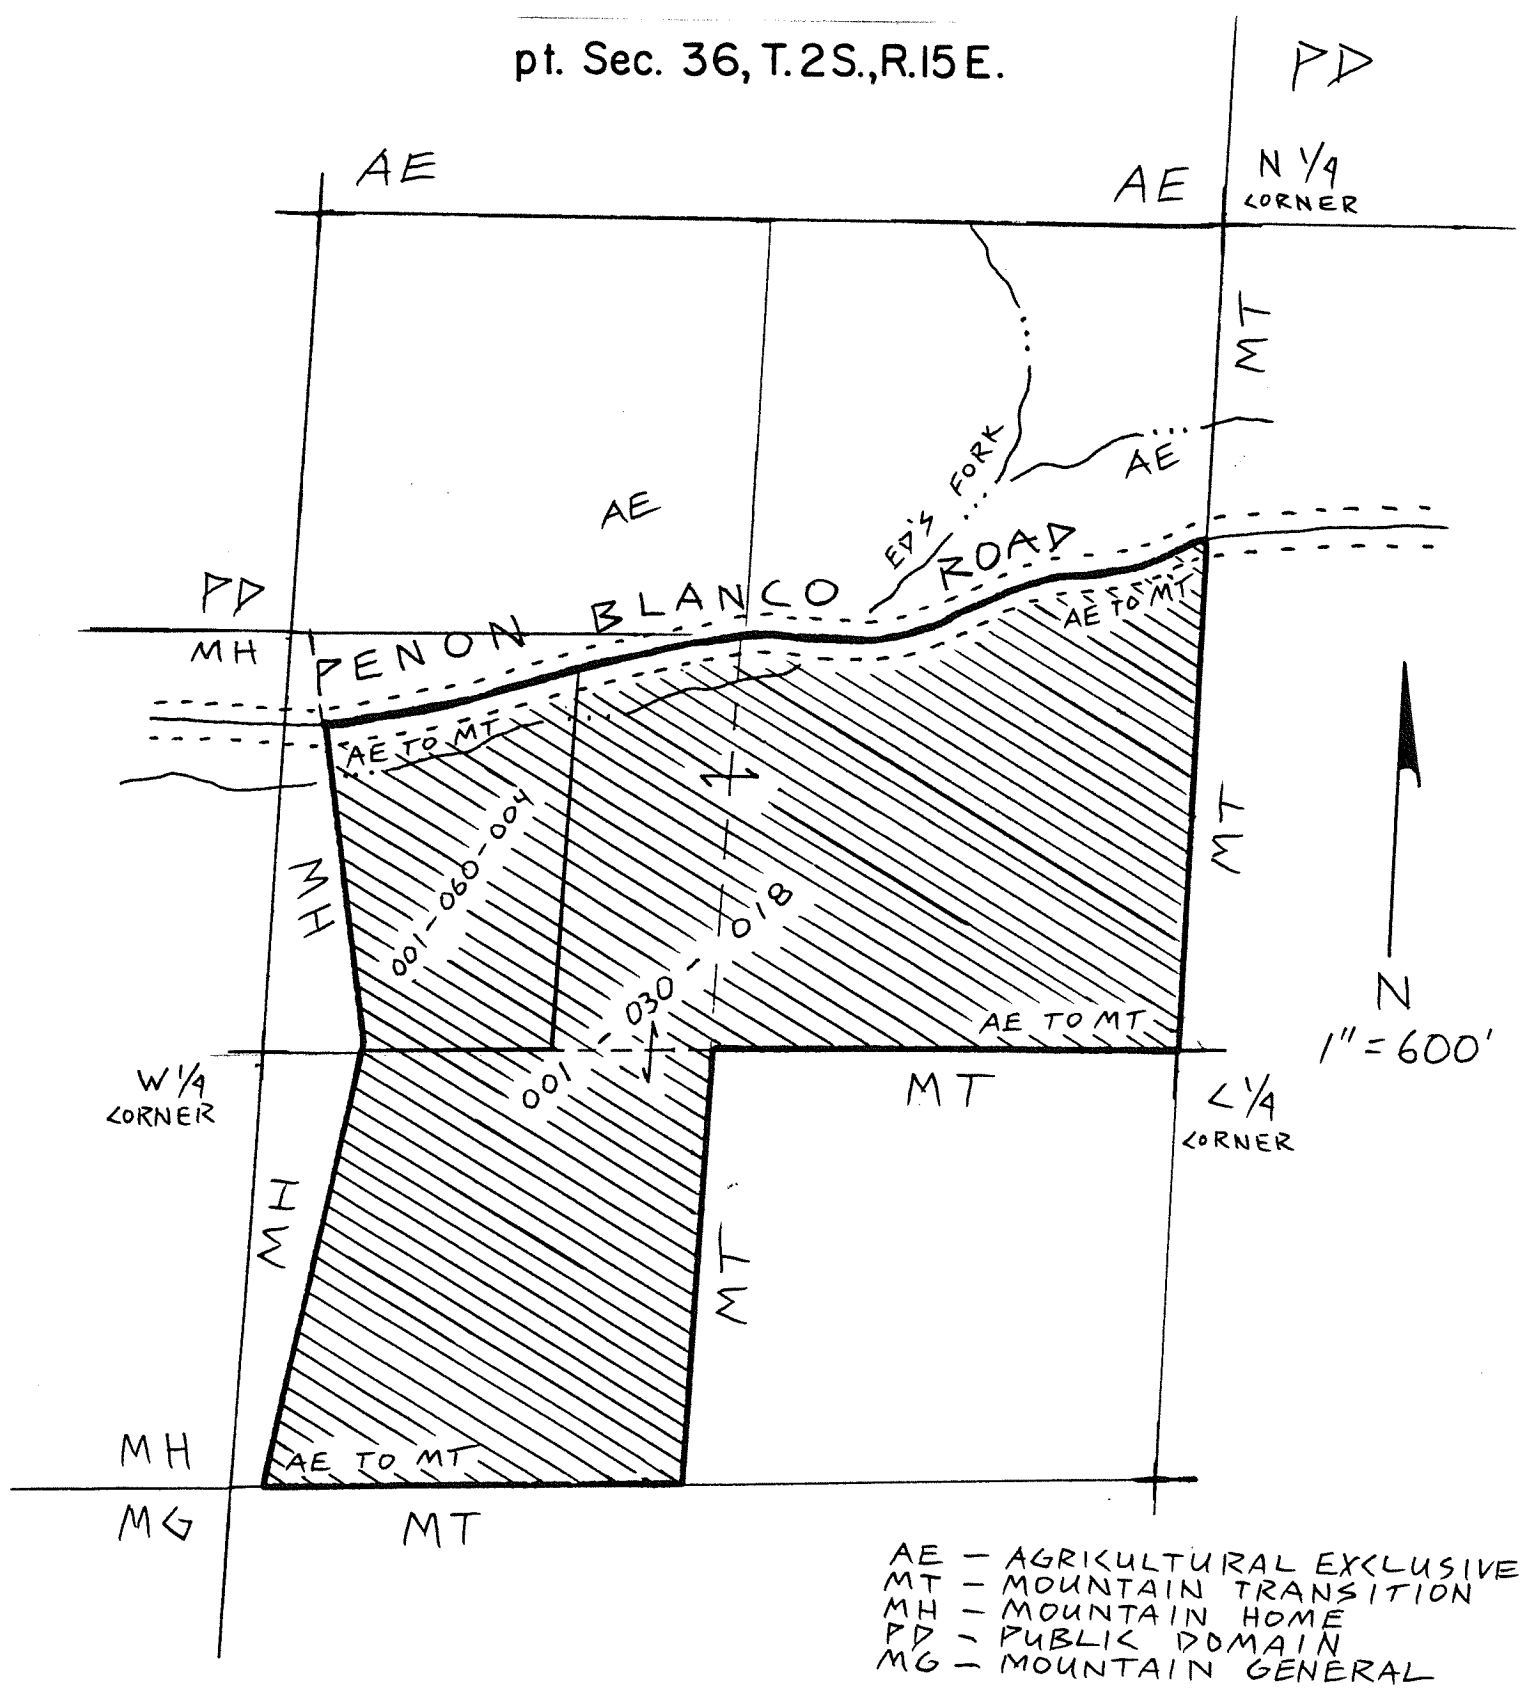 pt. Sec. 36, T.2S.,R.15E.
PD
AE
AE
N 1/4
CORNER
MT
FORK
AE
AE
ED'S
ROAD
PD
BLANCO
AE TO MT
MH
PENON
AE TO MT
MT
001-060-004
MH
001-030-018
N
AE TO MT
1"=600'
W 1/4
CORNER
MT
C 1/4
CORNER
MH
MT
MH
AE TO MT
MG
MT
AE - AGRICULTURAL EXCLUSIVE
MT - MOUNTAIN TRANSITION
MH - MOUNTAIN HOME
PD - PUBLIC DOMAIN
MG - MOUNTAIN GENERAL